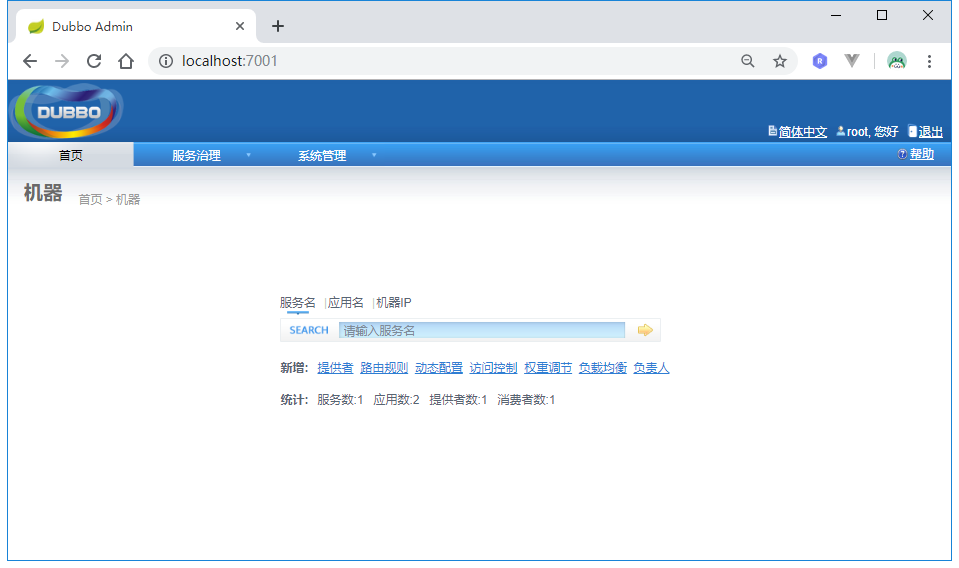 Dubbo Admin
localhost:7001
R
DUBBO
简体中文 root, 您好 退出
首页 服务治理 系统管理 帮助
机器 首页 > 机器
服务名 |应用名 |机器IP
SEARCH 请输入服务名
新增: 提供者 路由规则 动态配置 访问控制 权重调节 负载均衡 负责人
统计: 服务数:1 应用数:2 提供者数:1 消费者数:1